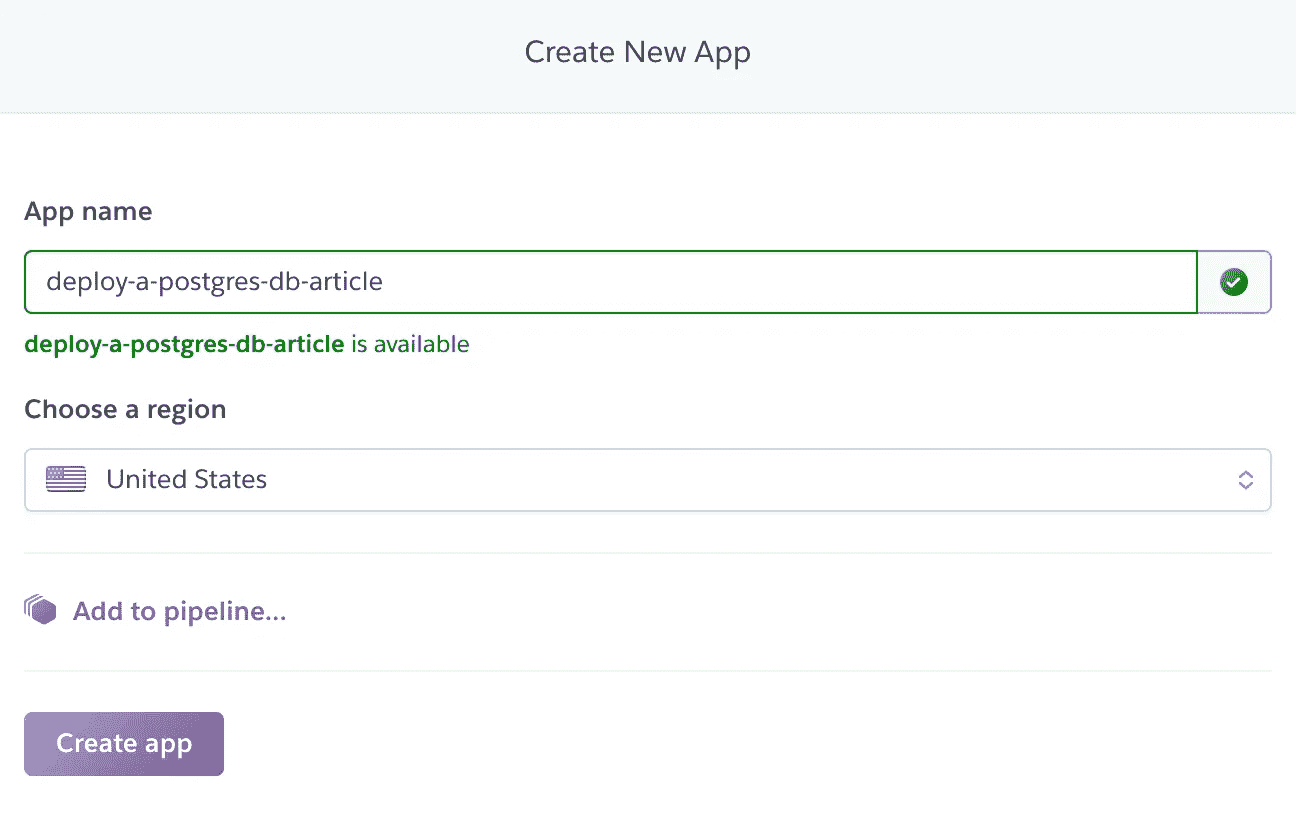 Create New App
App name
deploy-a-postgres-db-article
deploy-a-postgres-db-article is available
Choose a region
United States
Add to pipeline...
Create app